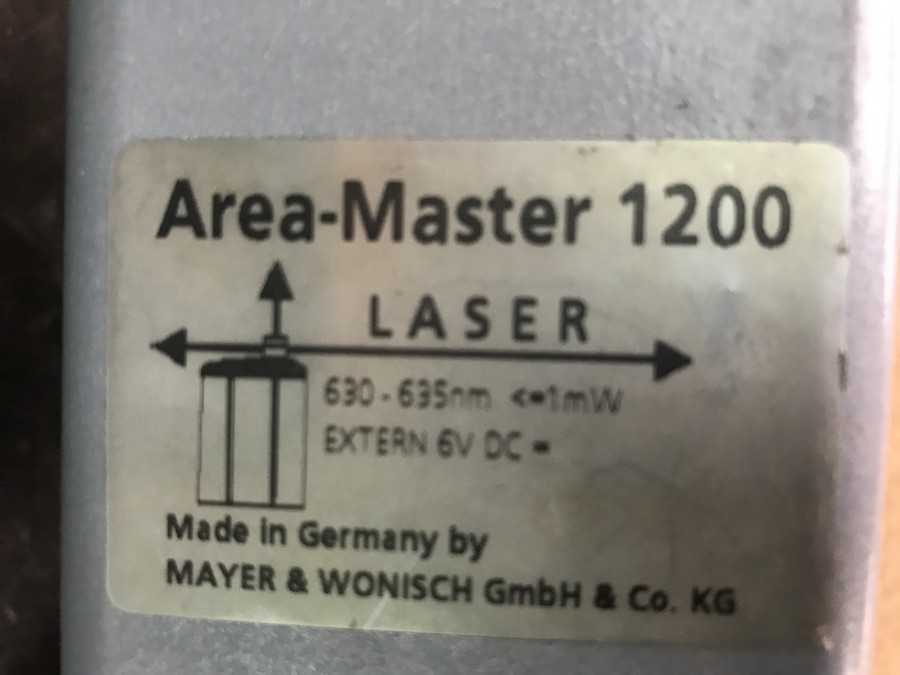 Area-Master 1200
LASER
630-635nm <=1mW
EXTERN 6V DC =
Made in Germany by
MAYER & WONISCH GmbH & Co. KG